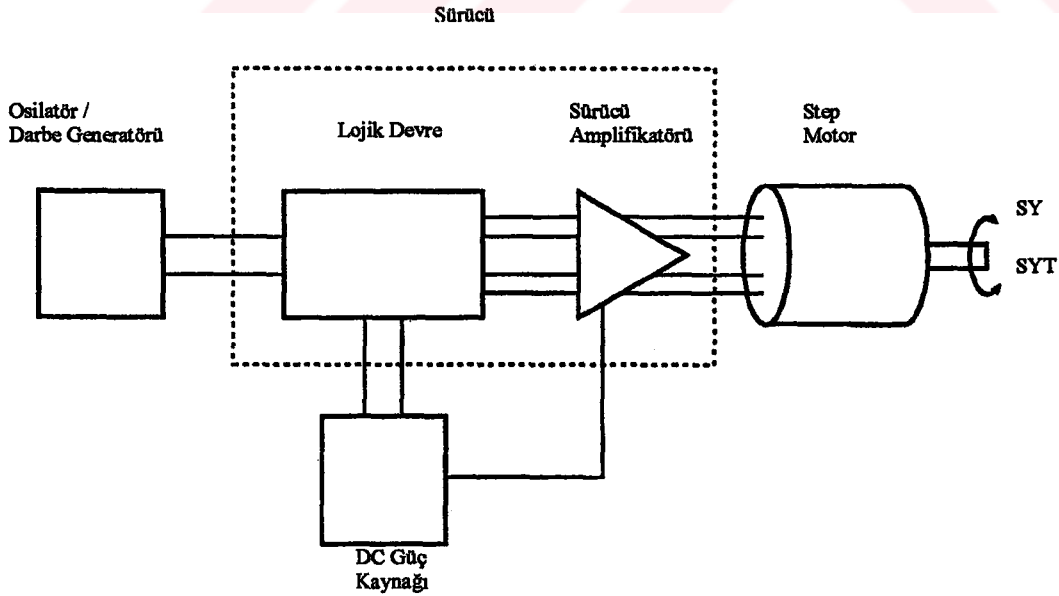 Sürücü
Osilatör /
Darbe Generatörü
Lojik Devre
Sürücü
Amplifikatörü
Step
Motor
SY
SYT
DC Güç
Kaynağı